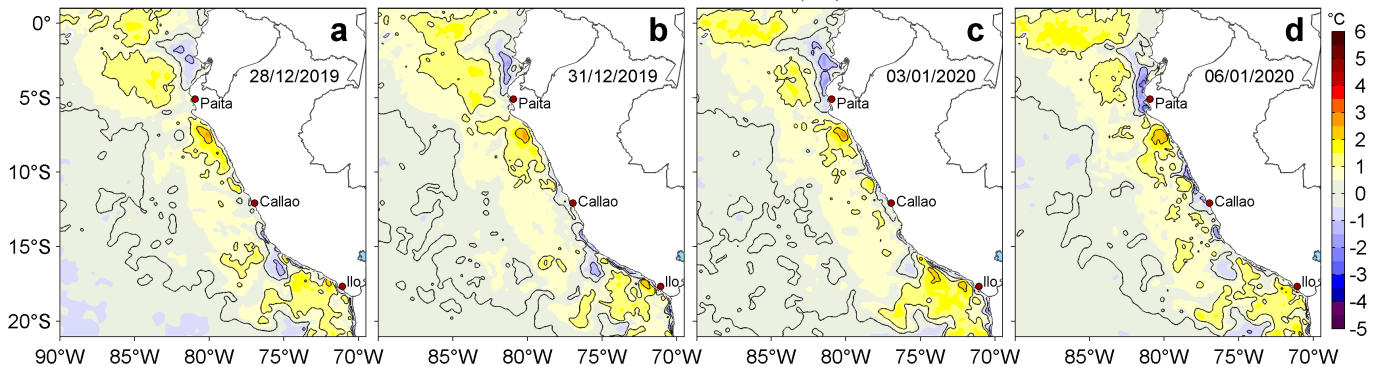 a
b
c
d
°C
28/12/2019
31/12/2019
03/01/2020
06/01/2020
Paita
Paita
Paita
Paita
Callao
Callao
Callao
Callao
Ilo
Ilo
Ilo
Ilo
0°
5°S
10°S
15°S
20°S
90°W 85°W 80°W 75°W 70°W
85°W 80°W 75°W 70°W
85°W 80°W 75°W 70°W
85°W 80°W 75°W 70°W
6
5
4
3
2
1
0
-1
-2
-3
-4
-5